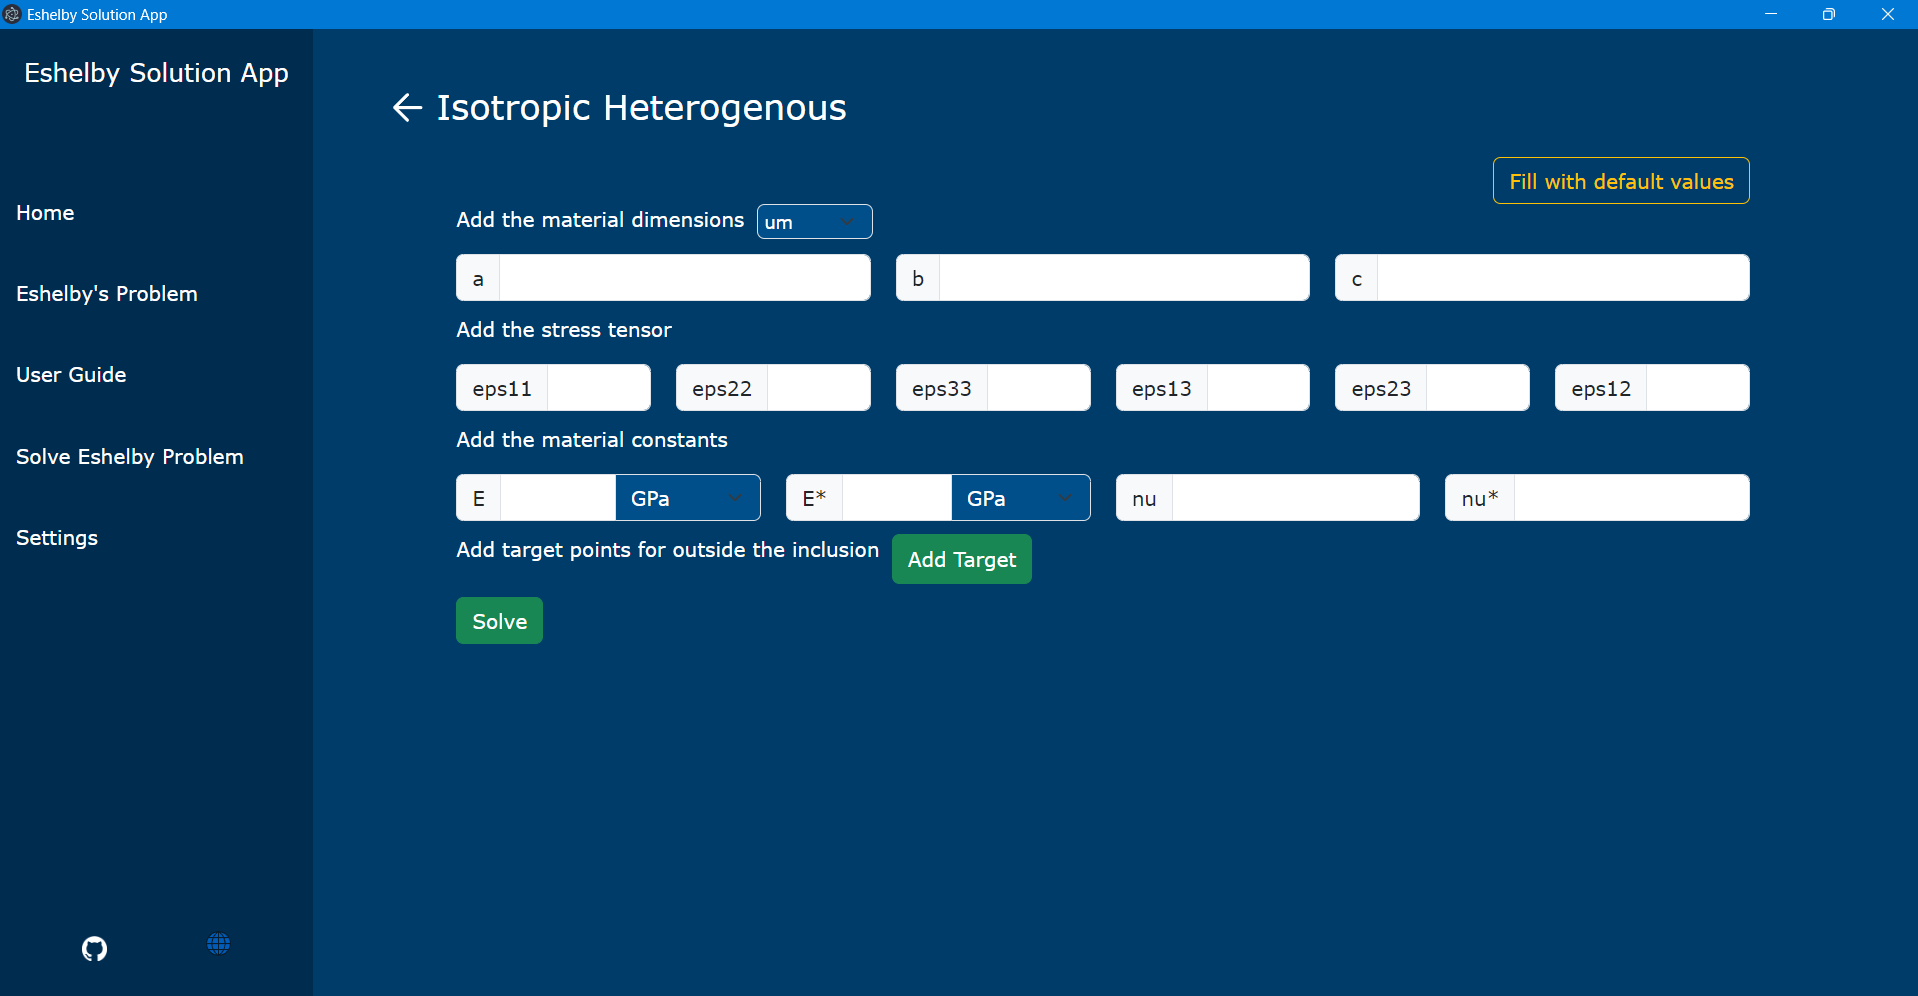 Eshelby Solution App
Eshelby Solution App
Home
Eshelby's Problem
User Guide
Solve Eshelby Problem
Settings
Isotropic Heterogenous
Fill with default values
Add the material dimensions um
a b c
Add the stress tensor
eps11 eps22 eps33 eps13 eps23 eps12
Add the material constants
E GPa E* GPa nu nu*
Add target points for outside the inclusion Add Target
Solve